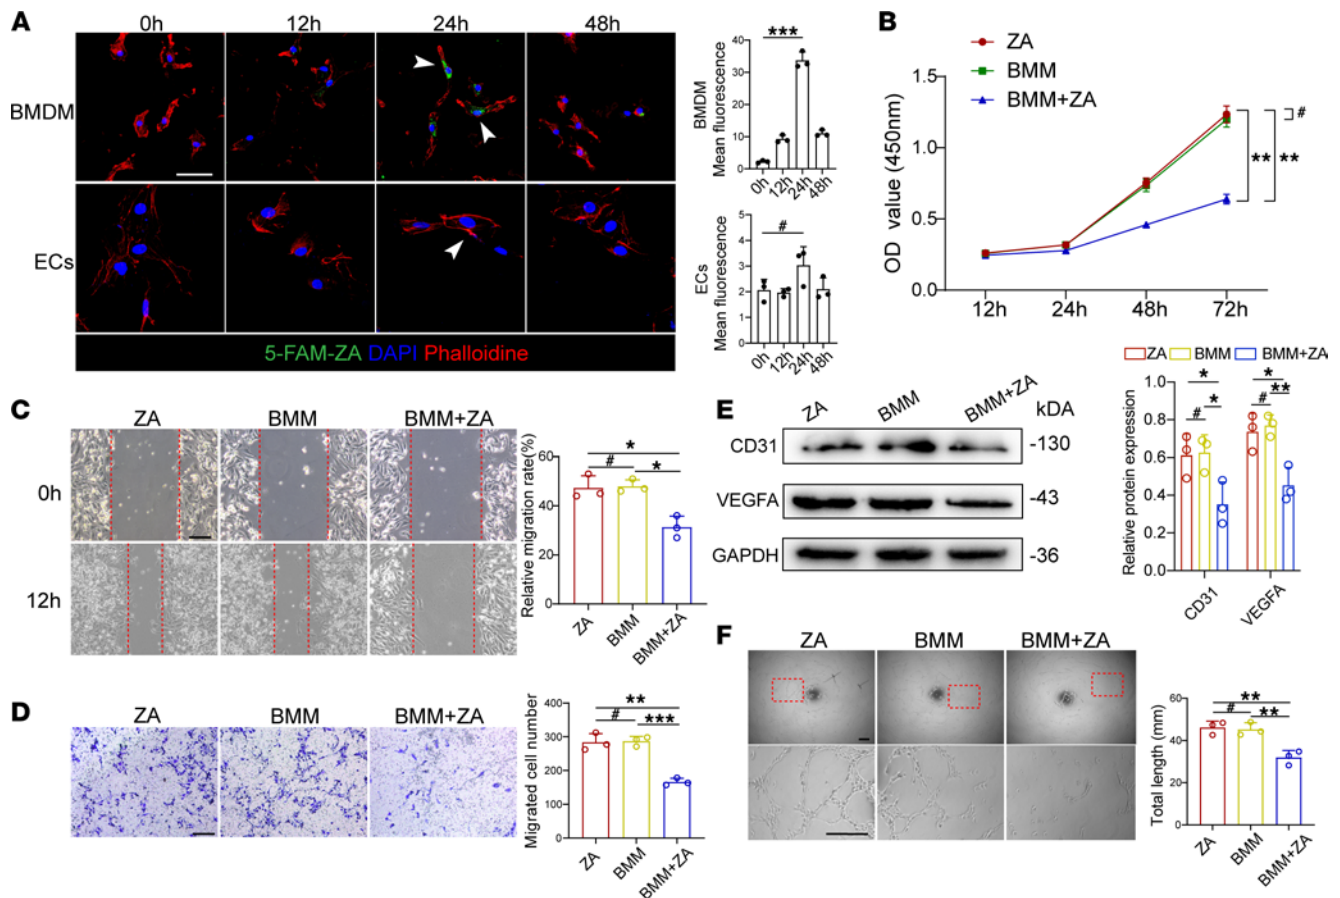 A
0h 12h 24h 48h
BMDM
ECs
5-FAM-ZA DAPI Phalloidine
BMDM
Mean fluorescence
40
30
20
10
0
***
0h 12h 24h 48h
ECs
Mean fluorescence
5
4
3
2
1
0
#
0h 12h 24h 48h
B
ZA
BMM
BMM+ZA
OD value (450nm)
1.5
1.0
0.5
0.0
12h 24h 48h 72h
#
** **
C
ZA BMM BMM+ZA
0h
12h
Relative migration rate(%)
60
40
20
0
*
# *
ZA BMM BMM+ZA
D
ZA BMM BMM+ZA
Migrated cell number
400
300
200
100
0
**
# ***
ZA BMM BMM+ZA
E
ZA BMM BMM+ZA kDA
CD31 -130
VEGFA -43
GAPDH -36
ZA BMM BMM+ZA
Relative protein expression
1.0
0.8
0.6
0.4
0.2
0.0
* *
# * # **
CD31 VEGFA
F
ZA BMM BMM+ZA
Total length (mm)
60
40
20
0
**
# **
ZA BMM BMM+ZA